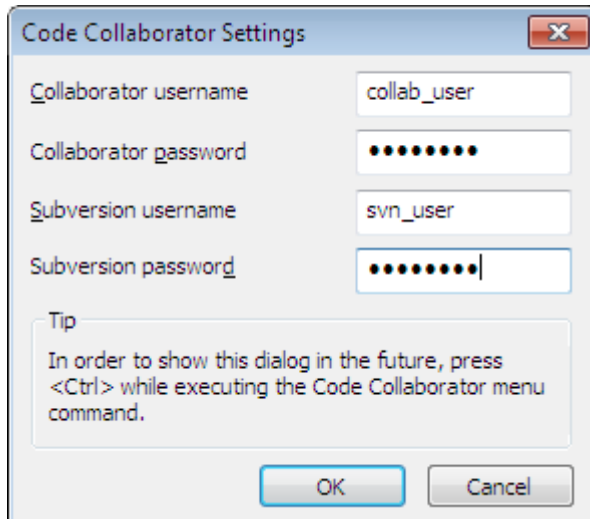 Code Collaborator Settings
Collaborator username
collab_user
Collaborator password
••••••••
Subversion username
svn_user
Subversion password
••••••••
Tip
In order to show this dialog in the future, press
<Ctrl> while executing the Code Collaborator menu
command.
OK
Cancel